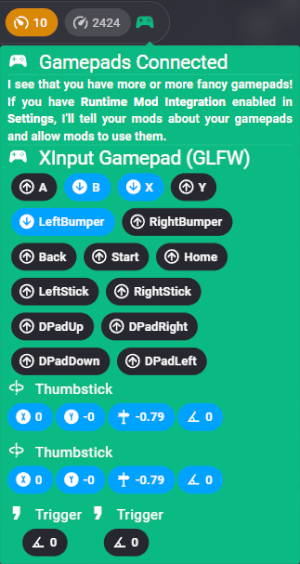 10 2424
Gamepads Connected
I see that you have more or more fancy gamepads!
If you have Runtime Mod Integration enabled in
Settings, I'll tell your mods about your gamepads
and allow mods to use them.
XInput Gamepad (GLFW)
A B X Y
LeftBumper RightBumper
Back Start Home
LeftStick RightStick
DPadUp DPadRight
DPadDown DPadLeft
Thumbstick
X 0 Y -0 -0.79 0
Thumbstick
X 0 Y -0 -0.79 0
Trigger Trigger
0 0